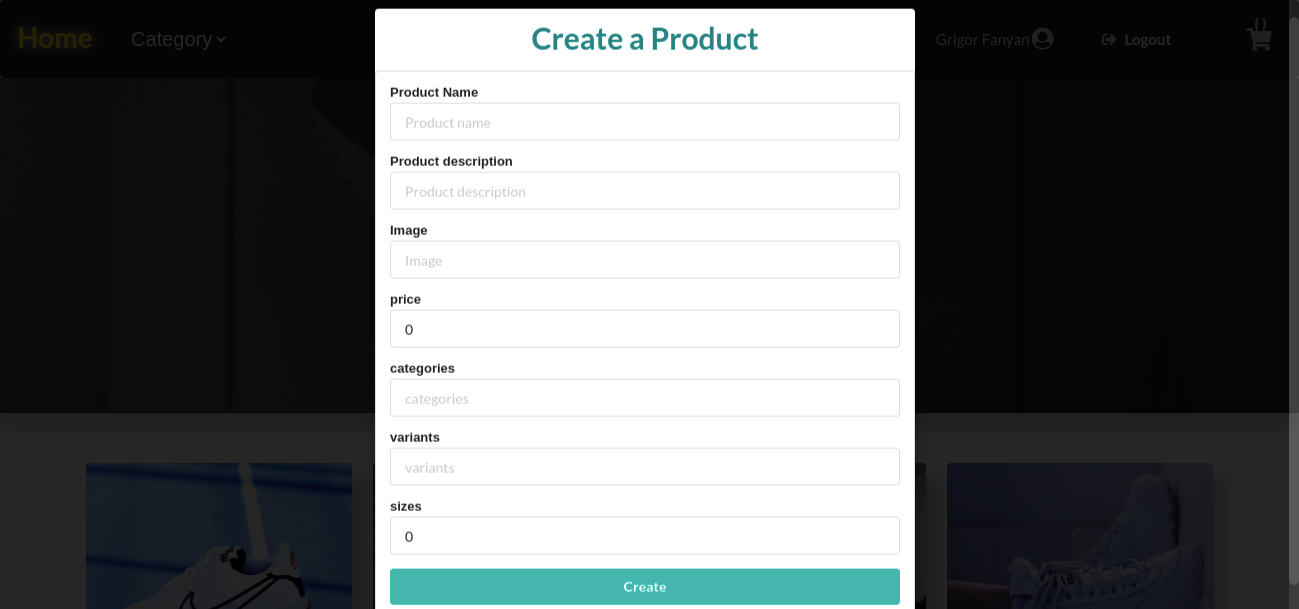 Home
Category
Create a Product
Grigor Fanyan
Logout
0
Product Name
Product name
Product description
Product description
Image
Image
price
0
categories
categories
variants
variants
sizes
0
Create